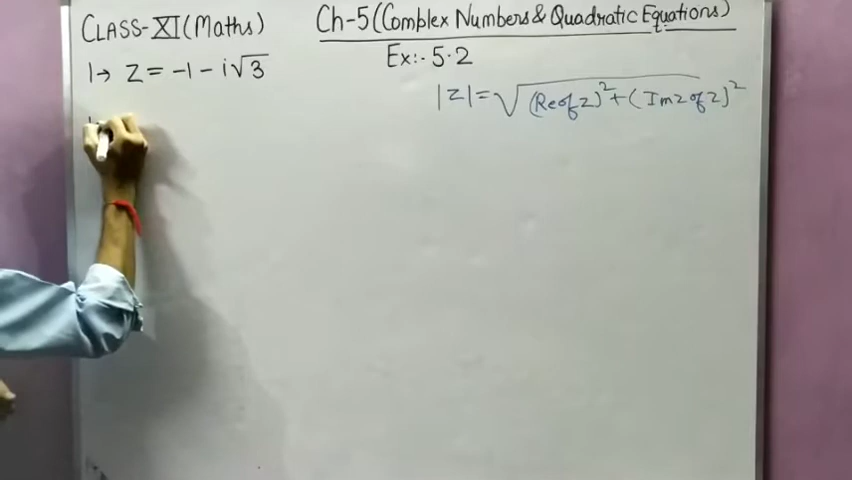 CLASS-XI (Maths)
Ch-5 (Complex Numbers & Quadratic Equations)
Ex:- 5.2
1→ Z = -1 - i√3
|Z| = √(Re of Z)² + (Imz of Z)²